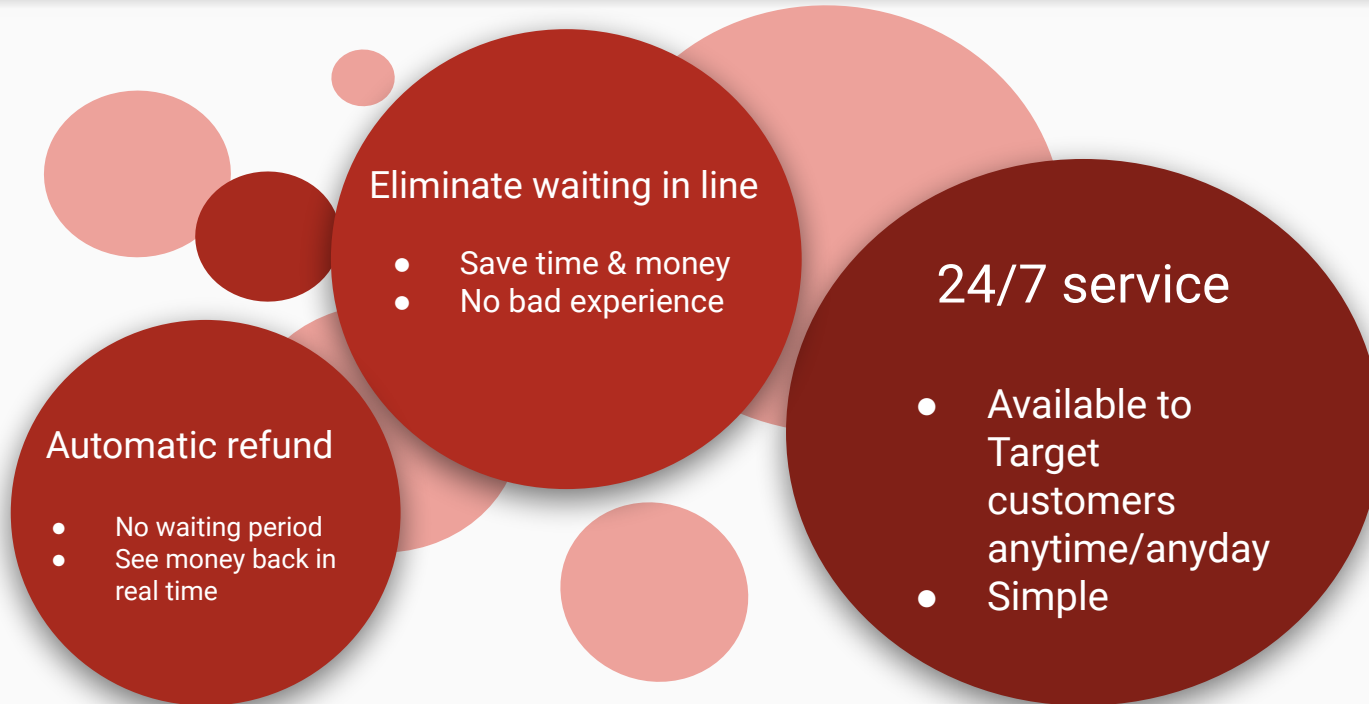 Eliminate waiting in line
● Save time & money
● No bad experience
24/7 service
● Available to
Target
customers
anytime/anyday
● Simple
Automatic refund
● No waiting period
● See money back in
real time